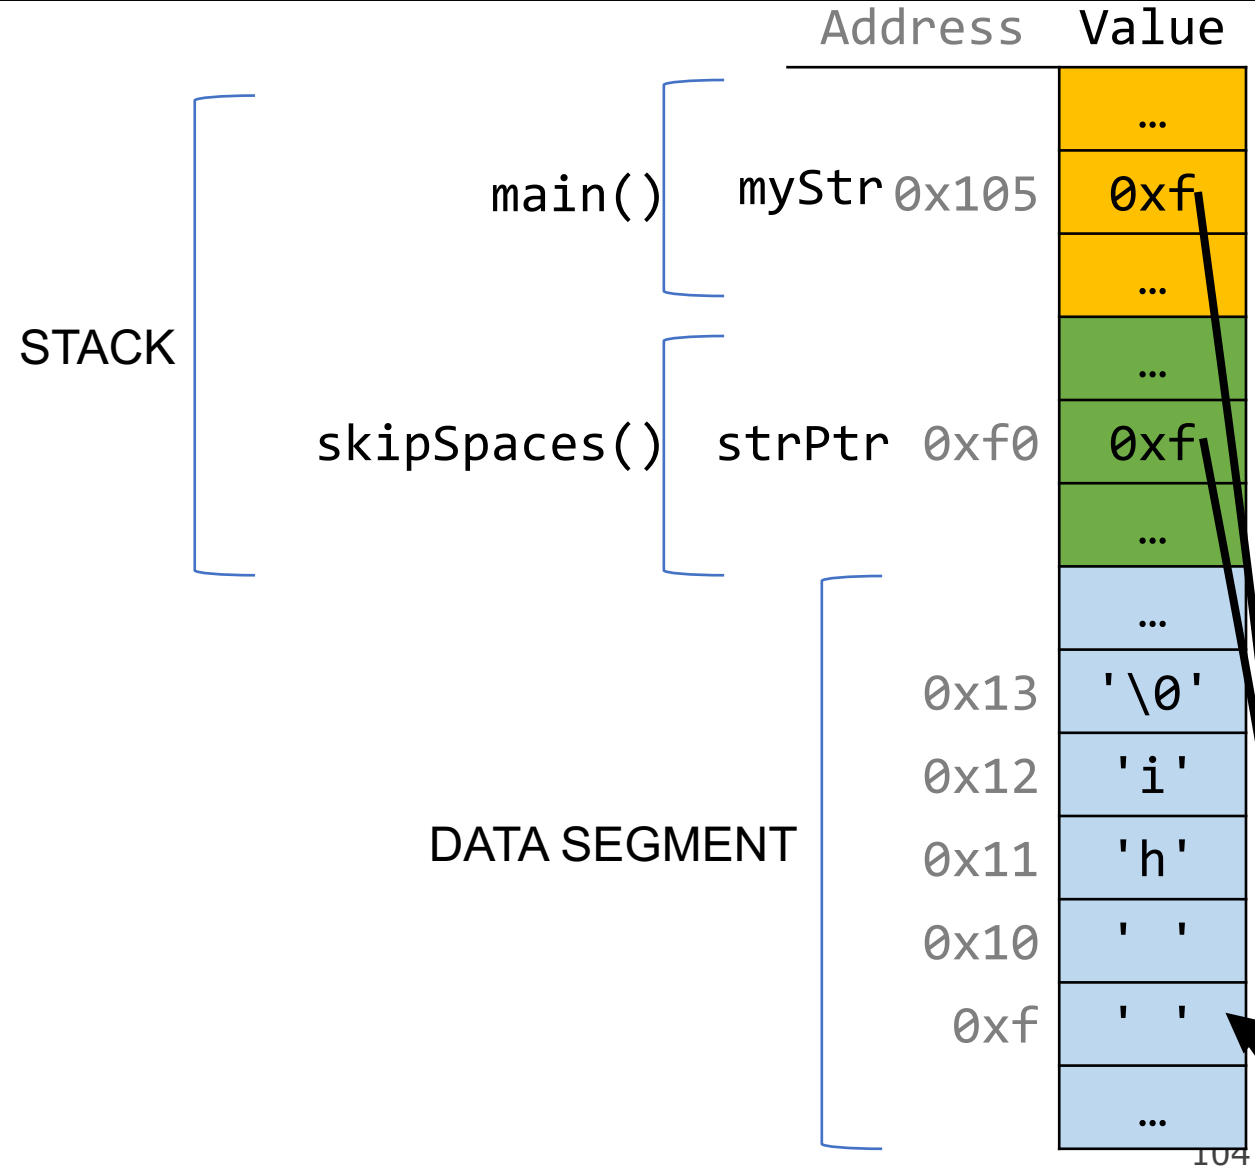 Address Value
…
main() myStr 0x105 0xf
…
STACK
…
skipSpaces() strPtr 0xf0 0xf
…
…
0x13 '\0'
0x12 'i'
DATA SEGMENT
0x11 'h'
0x10 ' '
0xf ' '
…
104